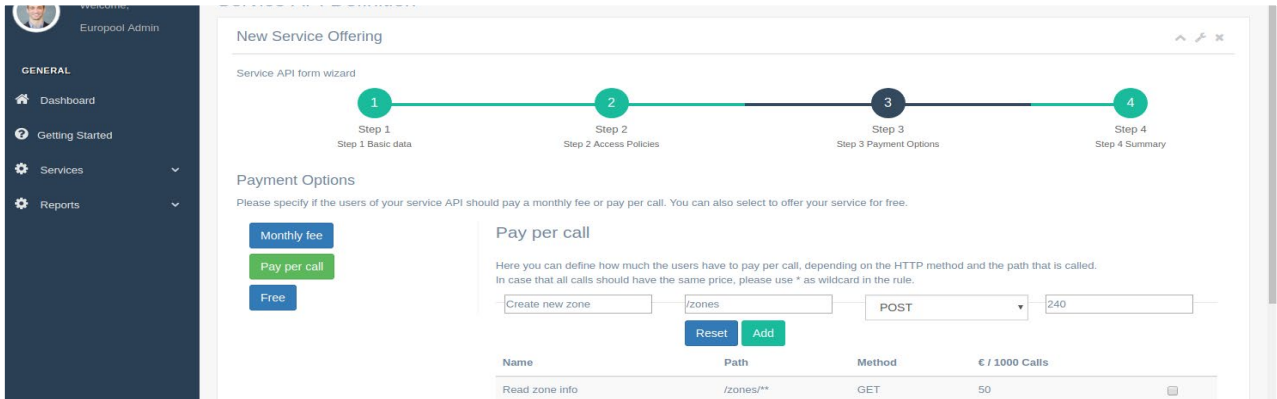 Welcome,
Europool Admin
GENERAL
Dashboard
Getting Started
Services
Reports
Service API Definition
New Service Offering
Service API form wizard
1
Step 1
Step 1 Basic data
2
Step 2
Step 2 Access Policies
3
Step 3
Step 3 Payment Options
4
Step 4
Step 4 Summary
Payment Options
Please specify if the users of your service API should pay a monthly fee or pay per call. You can also select to offer your service for free.
Monthly fee
Pay per call
Free
Pay per call
Here you can define how much the users have to pay per call, depending on the HTTP method and the path that is called.
In case that all calls should have the same price, please use * as wildcard in the rule.
Create new zone /zones POST 240
Reset Add
Name Path Method € / 1000 Calls
Read zone info /zones/** GET 50